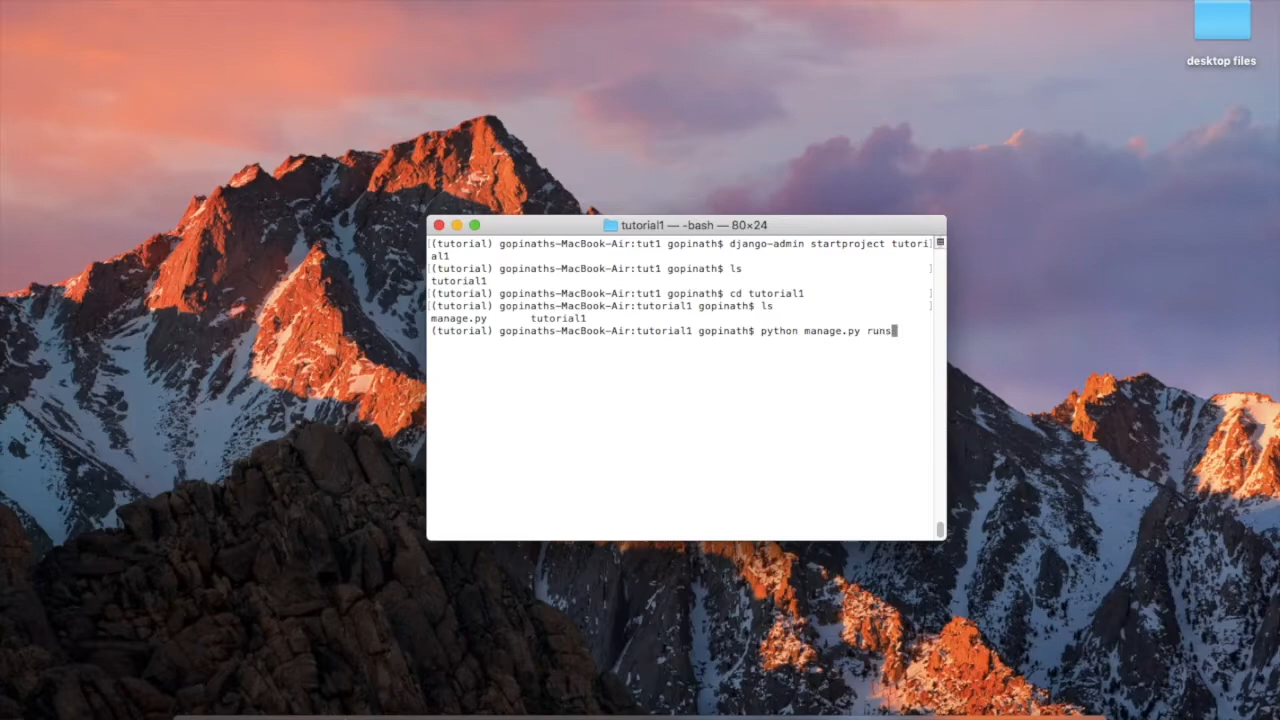 desktop files
tutorial1 — -bash — 80×24
(tutorial) gopinaths-MacBook-Air:tut1 gopinath$ django-admin startproject tutori
al1
(tutorial) gopinaths-MacBook-Air:tut1 gopinath$ ls
tutorial1
(tutorial) gopinaths-MacBook-Air:tut1 gopinath$ cd tutorial1
(tutorial) gopinaths-MacBook-Air:tutorial1 gopinath$ ls
manage.py tutorial1
(tutorial) gopinaths-MacBook-Air:tutorial1 gopinath$ python manage.py runs